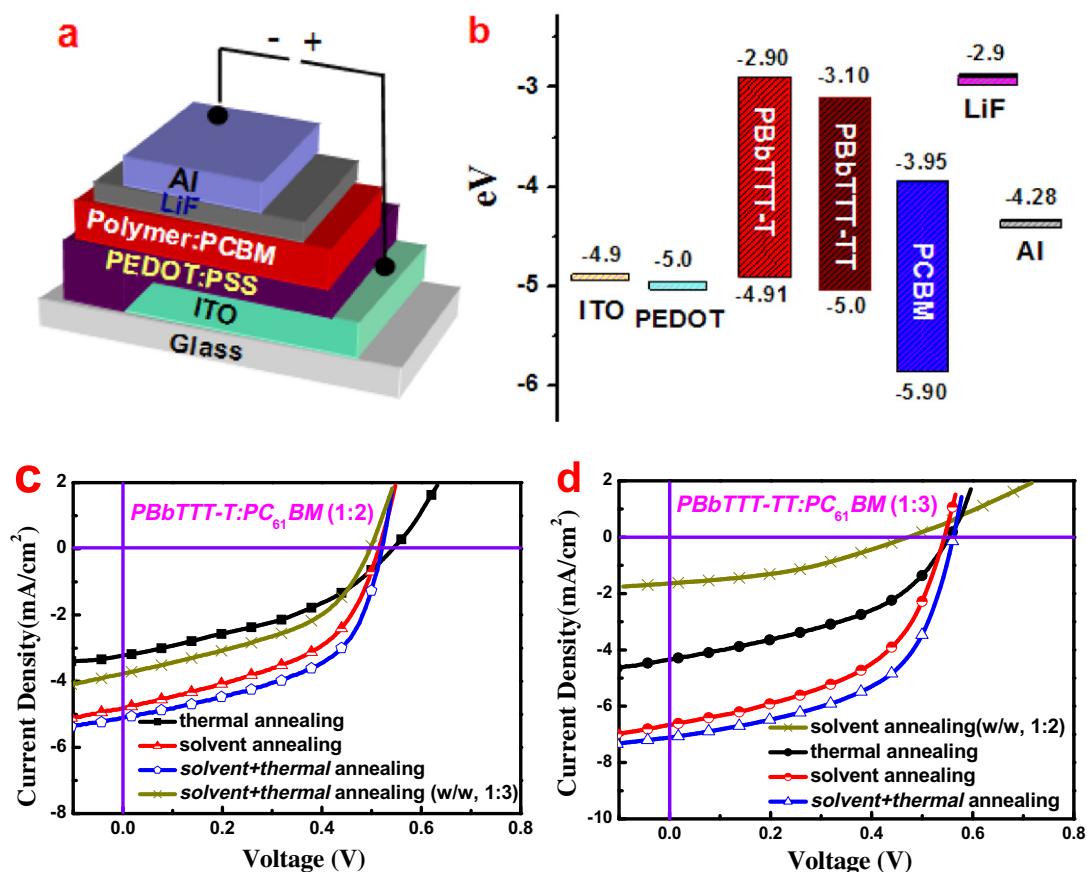 a
- +
Al
LiF
Polymer:PCBM
PEDOT:PSS
ITO
Glass
b
eV
-3
-4
-5
-6
-4.9
ITO
-5.0
PEDOT
-2.90
PBbTTT-T
-4.91
-3.10
PBbTTT-TT
-5.0
-3.95
PCBM
-5.90
-2.9
LiF
-4.28
Al
c
PBbTTT-T:PC61BM (1:2)
Current Density(mA/cm²)
2
0
-2
-4
-6
-8
thermal annealing
solvent annealing
solvent+thermal annealing
solvent+thermal annealing (w/w, 1:3)
0.0 0.2 0.4 0.6 0.8
Voltage (V)
d
PBbTTT-TT:PC61BM (1:3)
Current Density(mA/cm²)
2
0
-2
-4
-6
-8
-10
solvent annealing(w/w, 1:2)
thermal annealing
solvent annealing
solvent+thermal annealing
0.0 0.2 0.4 0.6 0.8
Voltage (V)